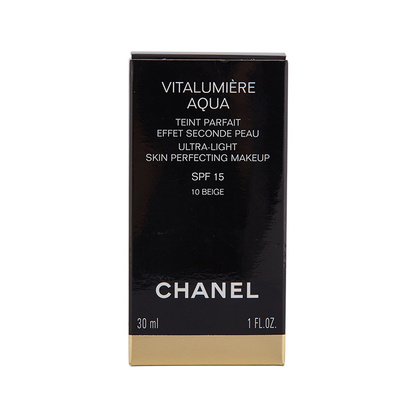 VITALUMIÈRE
AQUA
TEINT PARFAIT
EFFET SECONDE PEAU
ULTRA-LIGHT
SKIN PERFECTING MAKEUP
SPF 15
10 BEIGE
CHANEL
30 ml 1 FL.OZ.